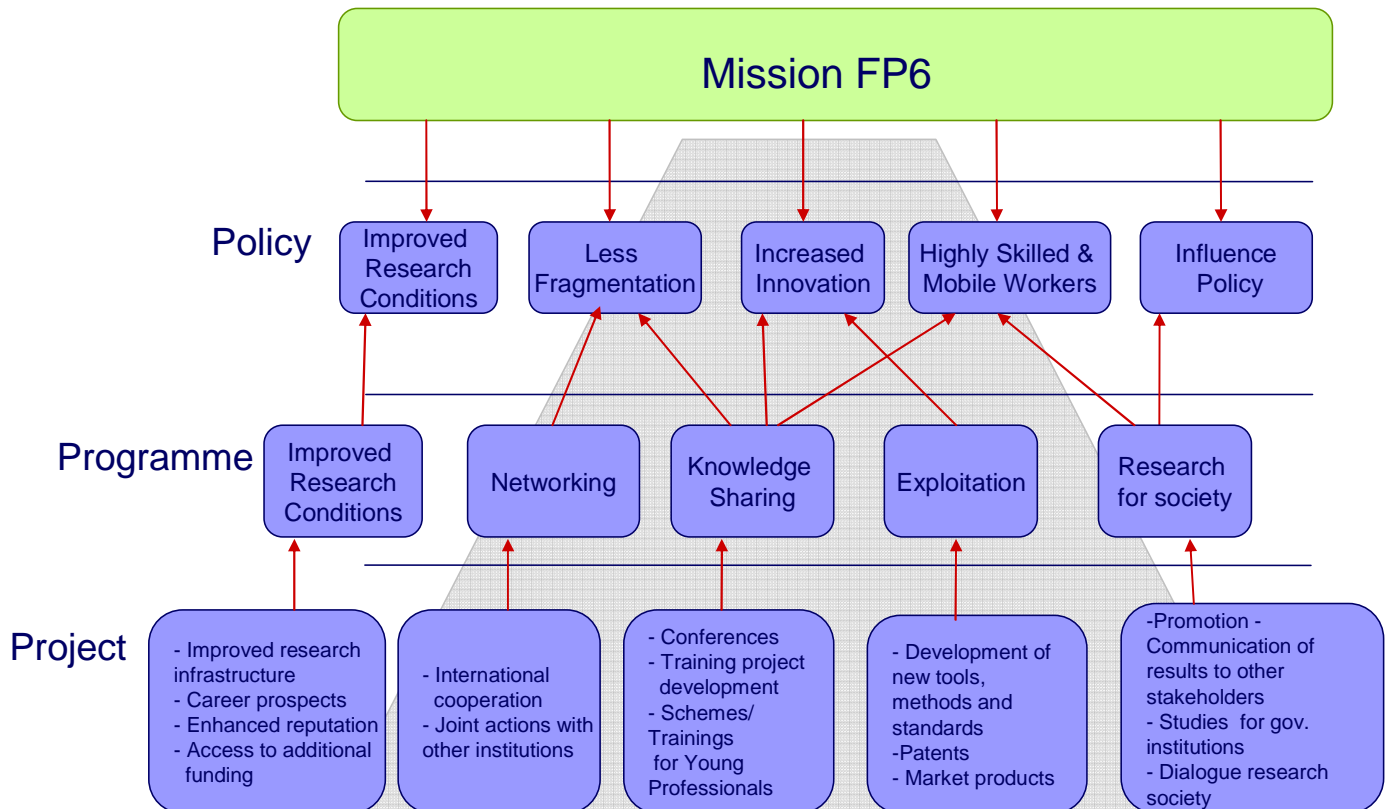 Mission FP6
Policy
Improved
Research
Conditions
Less
Fragmentation
Increased
Innovation
Highly Skilled &
Mobile Workers
Influence
Policy
Programme
Improved
Research
Conditions
Networking
Knowledge
Sharing
Exploitation
Research
for society
Project
- Improved research
infrastructure
- Career prospects
- Enhanced reputation
- Access to additional
funding
- International
cooperation
- Joint actions with
other institutions
- Conferences
- Training project
development
- Schemes/
Trainings
for Young
Professionals
- Development of
new tools,
methods and
standards
-Patents
- Market products
-Promotion -
Communication of
results to other
stakeholders
- Studies for gov.
institutions
- Dialogue research
society